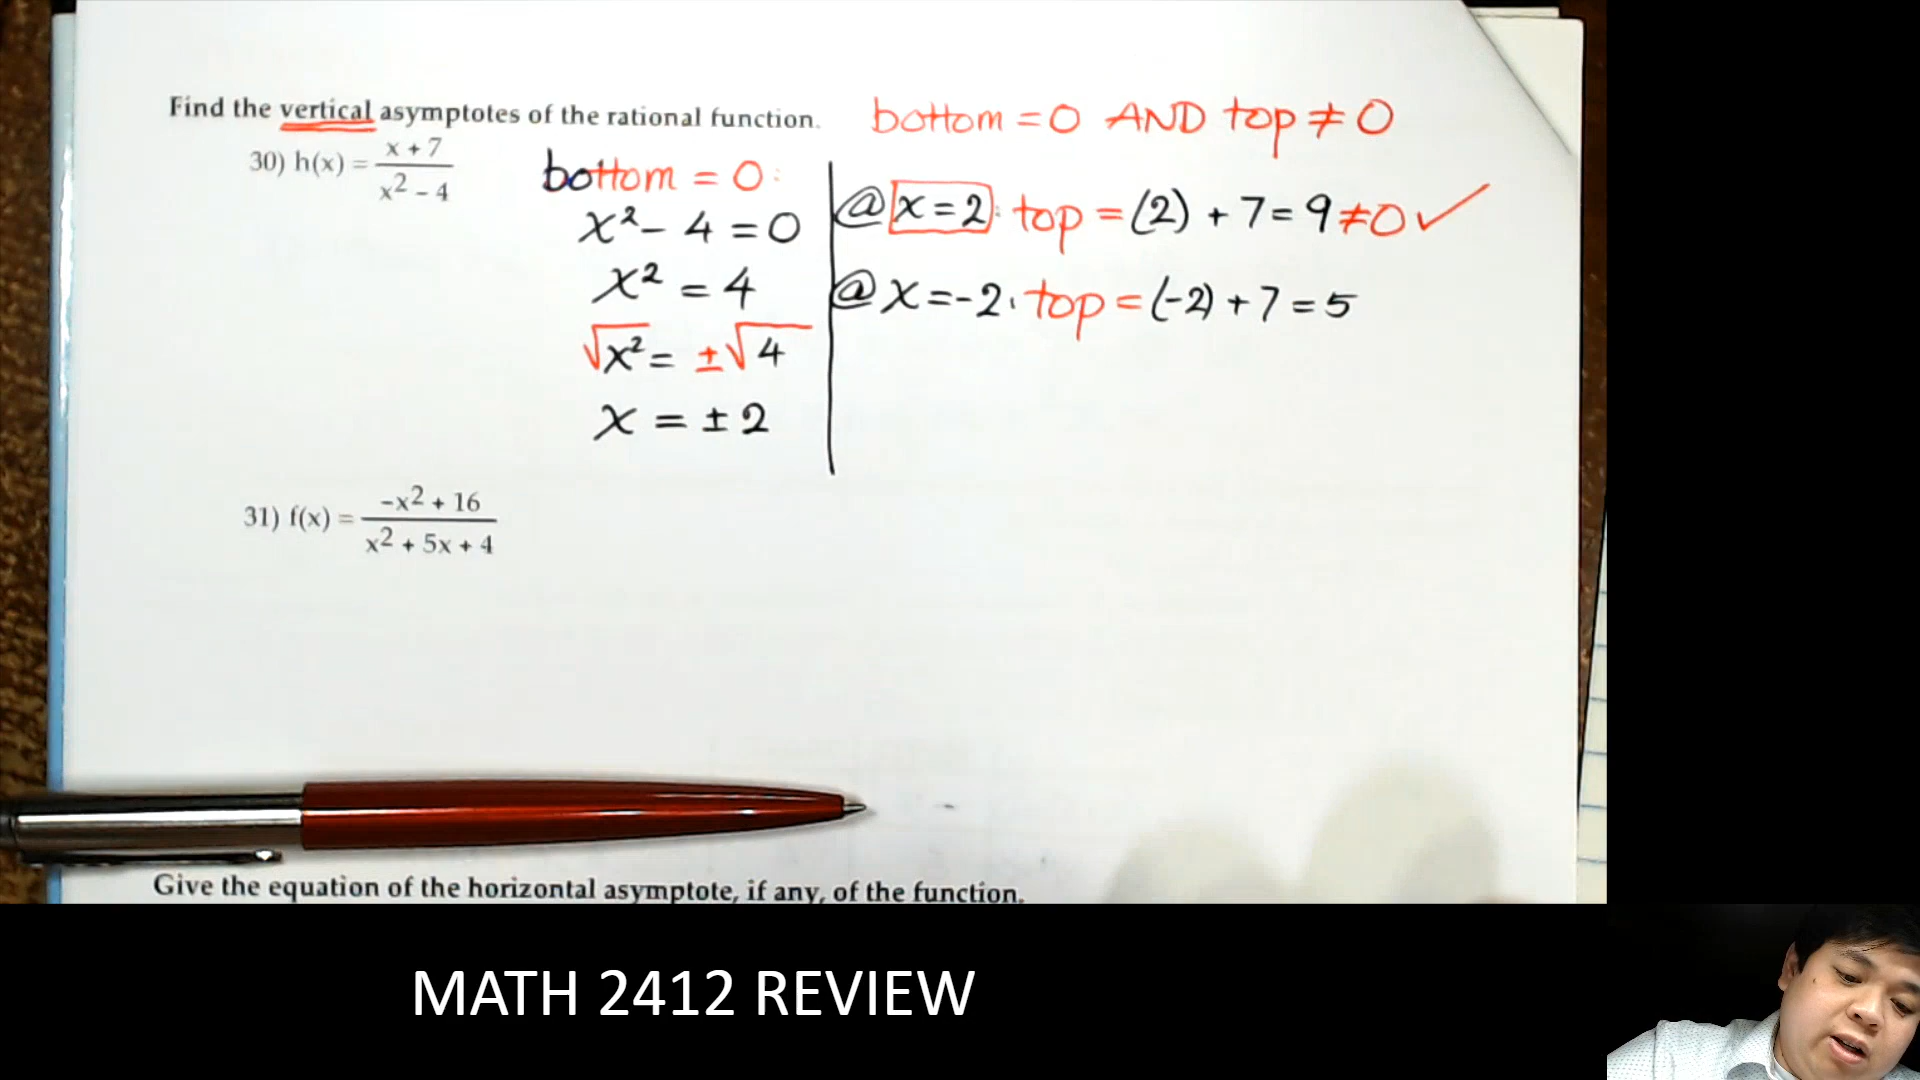 Find the vertical asymptotes of the rational function.
bottom = 0 AND top ≠ 0
30) h(x) = (x + 7)/(x² – 4)
bottom = 0:
x² – 4 = 0
x² = 4
√x² = ±√4
x = ± 2
@ x = 2: top = (2) + 7 = 9 ≠ 0 ✓
@ x = -2. top = (-2) + 7 = 5
31) f(x) = (–x² + 16)/(x² + 5x + 4)
Give the equation of the horizontal asymptote, if any, of the function.
MATH 2412 REVIEW